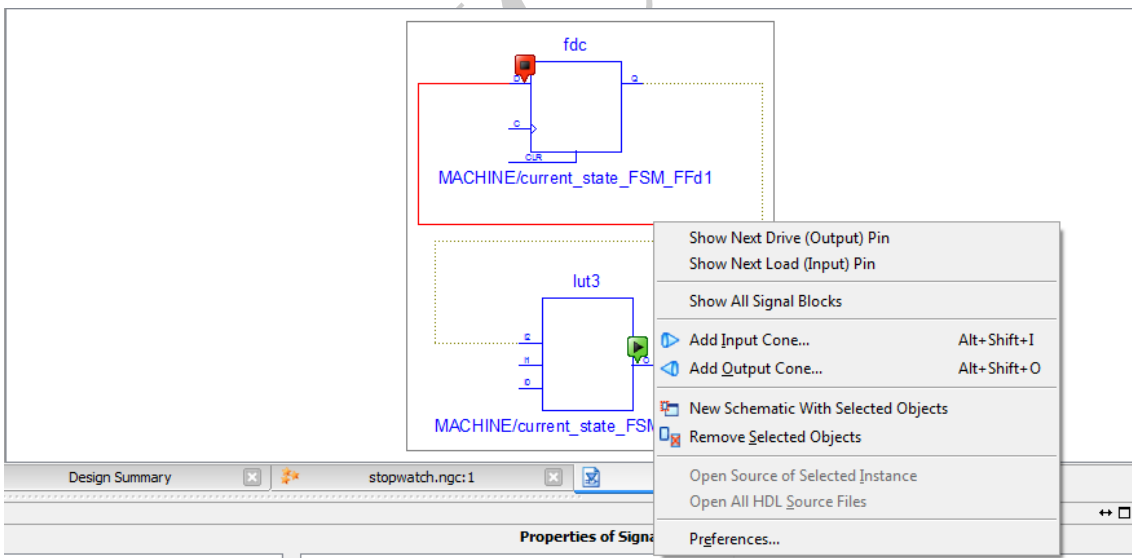 fdc
D
Q
C
CLR
MACHINE/current_state_FSM_FFd1
Show Next Drive (Output) Pin
Show Next Load (Input) Pin
Show All Signal Blocks
lut3
Add Input Cone... Alt+Shift+I
Add Output Cone... Alt+Shift+O
New Schematic With Selected Objects
MACHINE/current_state_FSM
Remove Selected Objects
Design Summary
stopwatch.ngc:1
Open Source of Selected Instance
Open All HDL Source Files
Properties of Signa
Preferences...